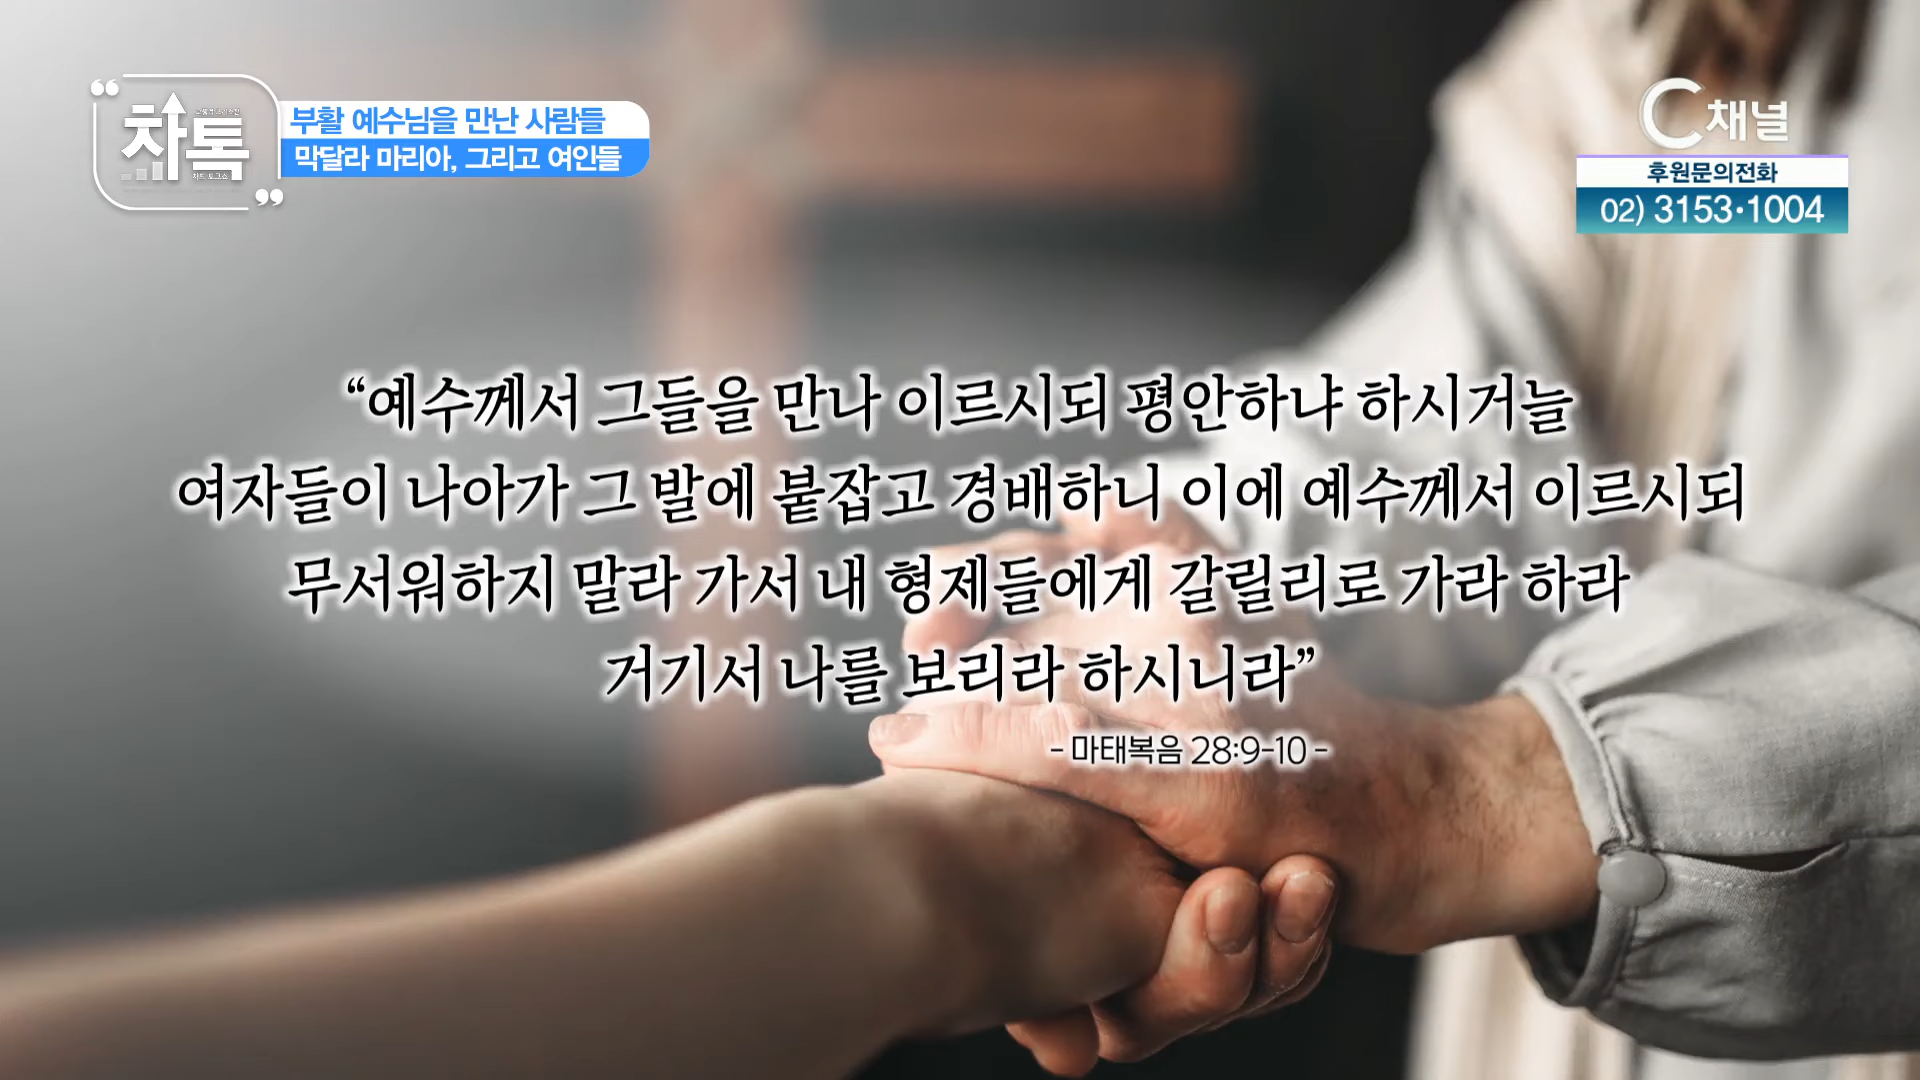 “ 차톡 ”
부활 예수님을 만난 사람들
막달라 마리아, 그리고 여인들
C채널
후원문의전화
02) 3153·1004
“예수께서 그들을 만나 이르시되 평안하냐 하시거늘
여자들이 나아가 그 발에 붙잡고 경배하니 이에 예수께서 이르시되
무서워하지 말라 가서 내 형제들에게 갈릴리로 가라 하라
거기서 나를 보리라 하시니라”
- 마태복음 28:9-10 -